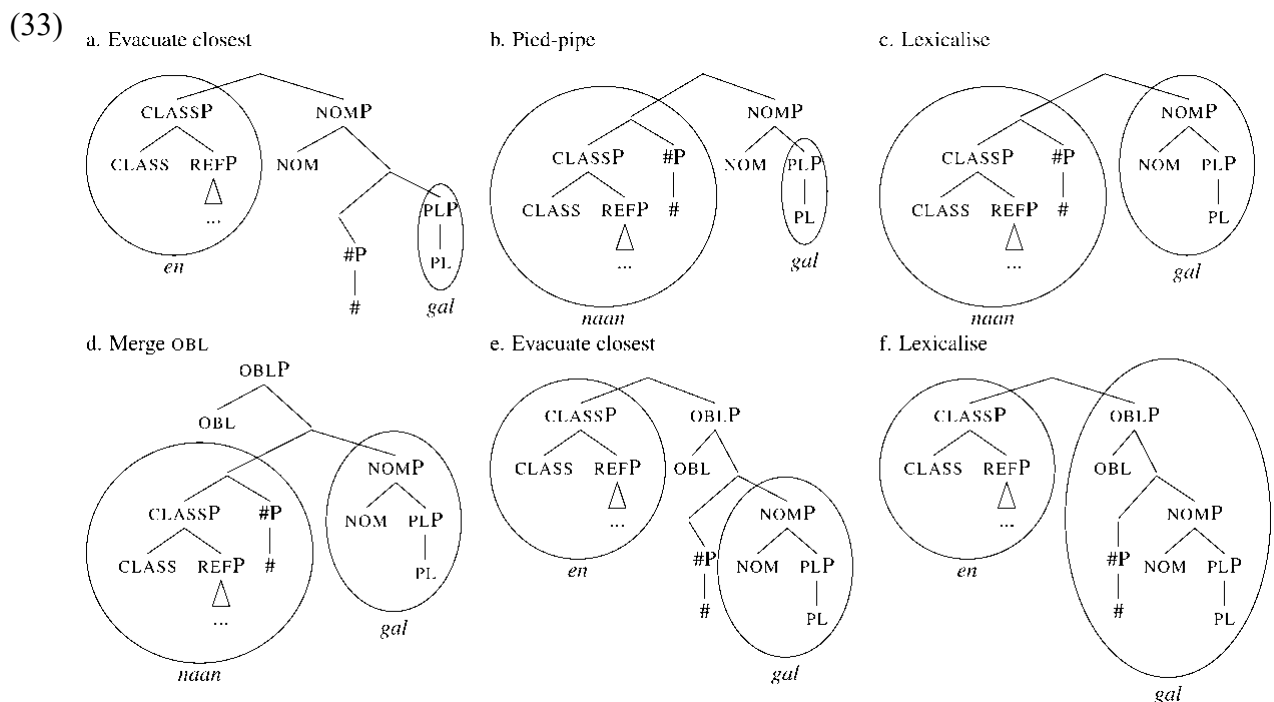 (33)
a. Evacuate closest
CLASSP NOMP
CLASS REFP NOM
...
PLP
#P PL
#
en
gal
b. Pied-pipe
NOMP
CLASSP #P NOM PLP
CLASS REFP # PL
...
gal
naan
c. Lexicalise
NOMP
CLASSP #P NOM PLP
CLASS REFP # PL
...
gal
naan
d. Merge OBL
OBLP
OBL
NOMP
CLASSP #P NOM PLP
CLASS REFP # PL
...
gal
naan
e. Evacuate closest
CLASSP OBLP
CLASS REFP OBL
...
NOMP
#P NOM PLP
# PL
en
gal
f. Lexicalise
CLASSP OBLP
CLASS REFP OBL
...
NOMP
#P NOM PLP
# PL
en
gal